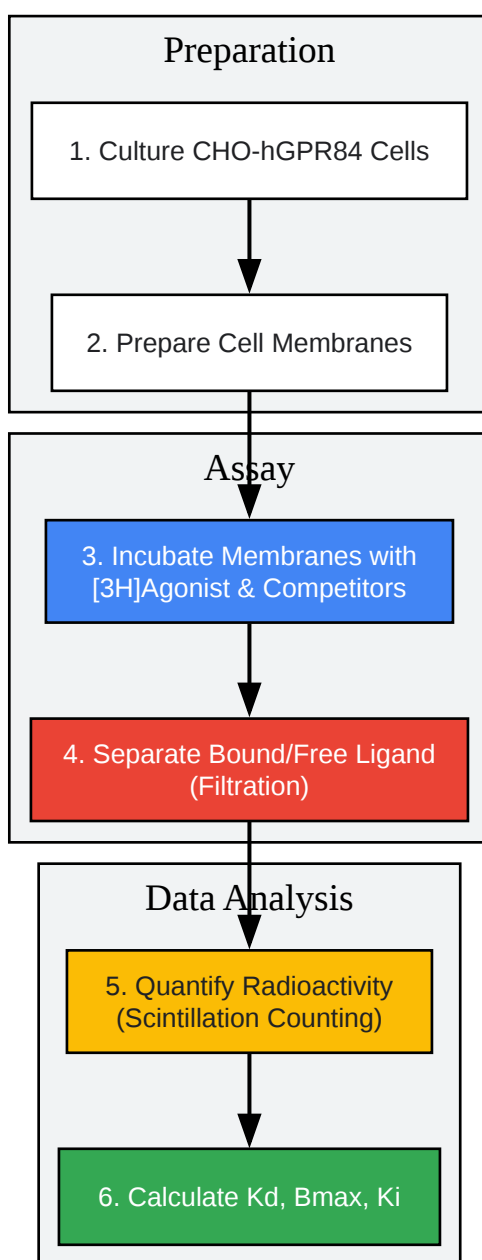 Preparation
1. Culture CHO-hGPR84 Cells
2. Prepare Cell Membranes
Assay
3. Incubate Membranes with
[3H]Agonist & Competitors
4. Separate Bound/Free Ligand
(Filtration)
Data Analysis
5. Quantify Radioactivity
(Scintillation Counting)
6. Calculate Kd, Bmax, Ki